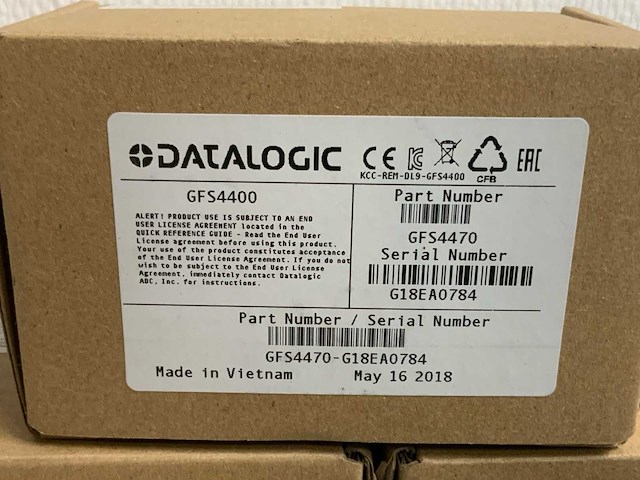 DATALOGIC
CE
KCC-REM-DL9-GFS4400
CFB
EAC
GFS4400
ALERT! PRODUCT USE IS SUBJECT TO AN END
USER LICENSE AGREEMENT located in the
QUICK REFERENCE GUIDE - Read the End User
License agreement before using this product.
Your use of the product constitutes acceptance
of the End User License Agreement. If you do not
wish to be subject to the End User License
Agreement, immediately contact Datalogic
ADC, Inc. for instructions.
Part Number
GFS4470
Serial Number
G18EA0784
Part Number / Serial Number
GFS4470-G18EA0784
Made in Vietnam May 16 2018